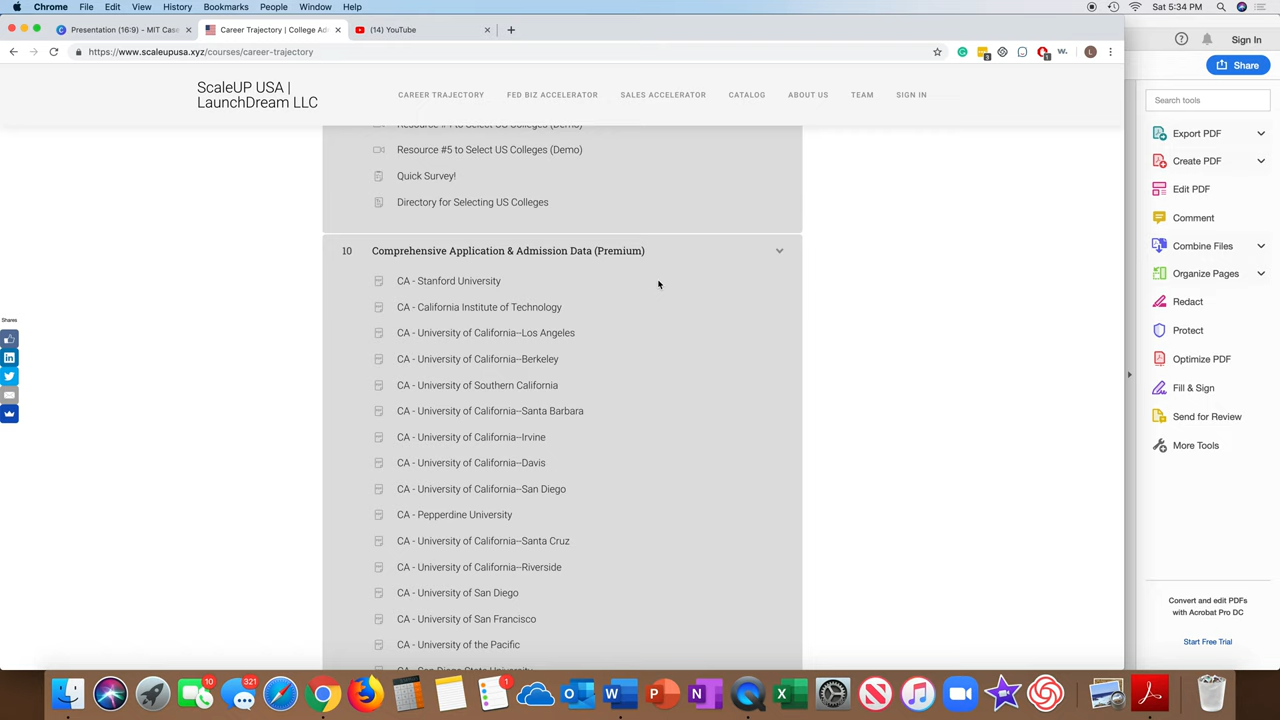 Chrome File Edit View History Bookmarks People Window Help
Sat 5:34 PM
Presentation (16:9) - MIT Cas
Career Trajectory | College Ad
(14) YouTube
Sign In
https://www.scaleupusa.xyz/courses/career-trajectory
3
1
L
Share
ScaleUP USA |
LaunchDream LLC
CAREER TRAJECTORY FED BIZ ACCELERATOR SALES ACCELERATOR CATALOG ABOUT US TEAM SIGN IN
Search tools
Resource #5 to Select US Colleges (Demo)
Quick Survey!
Directory for Selecting US Colleges
10 Comprehensive Application & Admission Data (Premium)
CA - Stanford University
CA - California Institute of Technology
CA - University of California--Los Angeles
CA - University of California--Berkeley
CA - University of Southern California
CA - University of California--Santa Barbara
CA - University of California--Irvine
CA - University of California--Davis
CA - University of California--San Diego
CA - Pepperdine University
CA - University of California--Santa Cruz
CA - University of California--Riverside
CA - University of San Diego
CA - University of San Francisco
CA - University of the Pacific
CA - San Diego State University
Shares
Export PDF
Create PDF
Edit PDF
Comment
Combine Files
Organize Pages
Redact
Protect
Optimize PDF
Fill & Sign
Send for Review
More Tools
Convert and edit PDFs
with Acrobat Pro DC
Start Free Trial
10
321
1